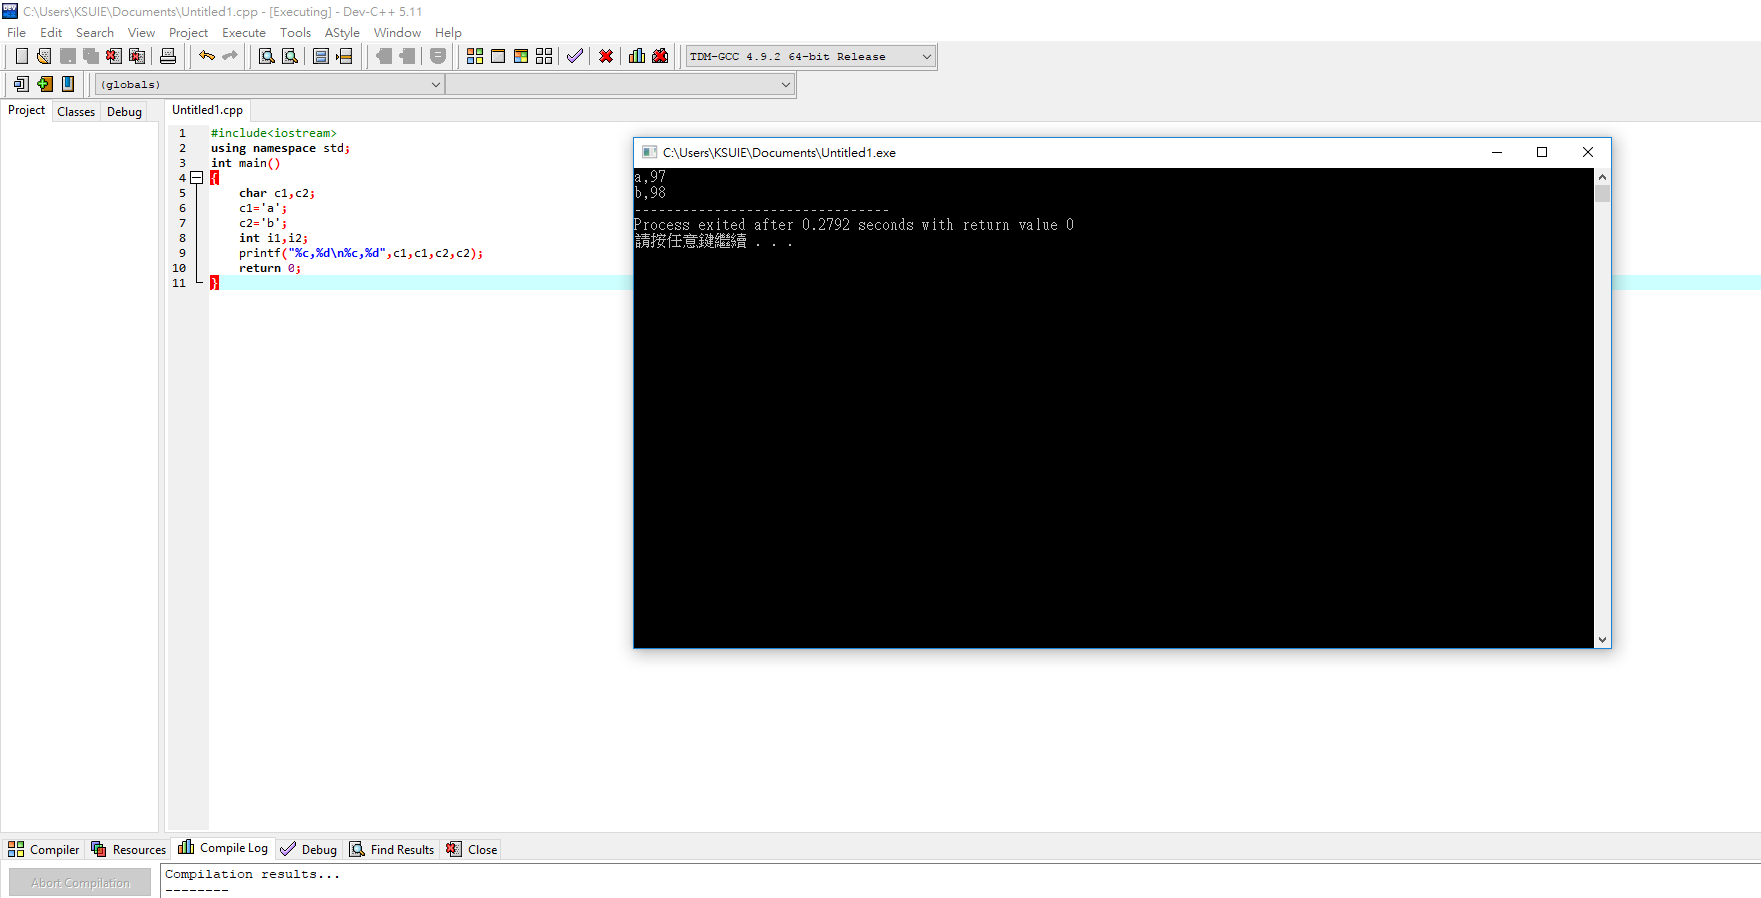 C:\Users\KSUIE\Documents\Untitled1.cpp - [Executing] - Dev-C++ 5.11
File Edit Search View Project Execute Tools AStyle Window Help
TDM-GCC 4.9.2 64-bit Release
(globals)
Project Classes Debug
Untitled1.cpp
1 #include<iostream>
2 using namespace std;
3 int main()
4 {
5 char c1,c2;
6 c1='a';
7 c2='b';
8 int i1,i2;
9 printf("%c,%d\n%c,%d",c1,c1,c2,c2);
10 return 0;
11 }
C:\Users\KSUIE\Documents\Untitled1.exe
a,97
b,98
--------------------------------
Process exited after 0.2792 seconds with return value 0
請按任意鍵繼續 . . .
Compiler Resources Compile Log Debug Find Results Close
Abort Compilation
Compilation results...
--------